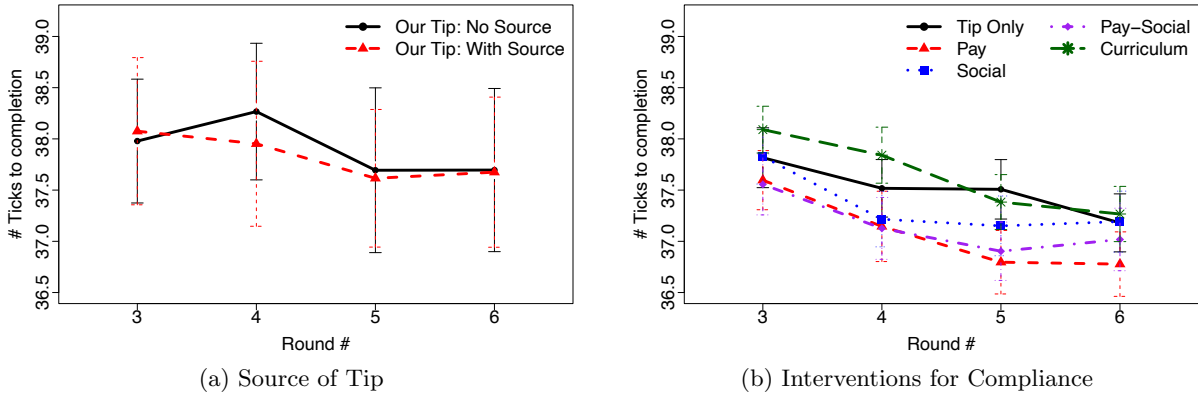 Our Tip: No Source
Our Tip: With Source
# Ticks to completion
39.0
38.5
38.0
37.5
37.0
36.5
3 4 5 6
Round #
(a) Source of Tip
Tip Only
Pay
Social
Pay−Social
Curriculum
# Ticks to completion
39.0
38.5
38.0
37.5
37.0
36.5
3 4 5 6
Round #
(b) Interventions for Compliance